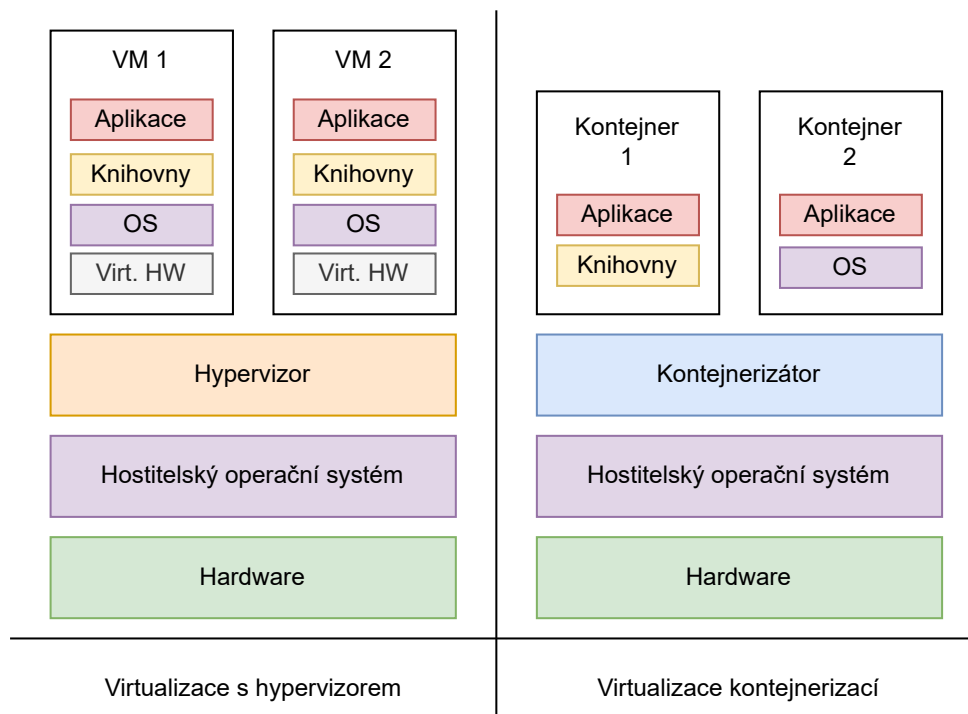 VM 1
Aplikace
Knihovny
OS
Virt. HW
VM 2
Aplikace
Knihovny
OS
Virt. HW
Hypervizor
Hostitelský operační systém
Hardware
Virtualizace s hypervizorem
Kontejner
1
Aplikace
Knihovny
Kontejner
2
Aplikace
OS
Kontejnerizátor
Hostitelský operační systém
Hardware
Virtualizace kontejnerizací